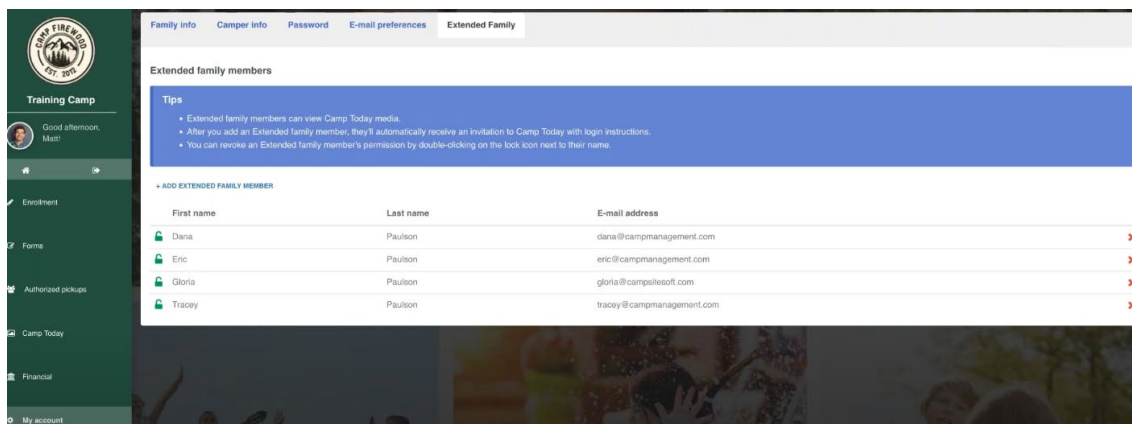 CAMP FIREWOOD
EST. 2012
Training Camp
Good afternoon,
Matt!
Enrollment
Forms
Authorized pickups
Camp Today
Financial
My account
Family info Camper info Password E-mail preferences Extended Family
Extended family members
Tips
• Extended family members can view Camp Today media.
• After you add an Extended family member, they'll automatically receive an invitation to Camp Today with login instructions.
• You can revoke an Extended family member's permission by double-clicking on the lock icon next to their name.
+ ADD EXTENDED FAMILY MEMBER
First name Last name E-mail address
Dana Paulson dana@campmanagement.com
Eric Paulson eric@campmanagement.com
Gloria Paulson gloria@campsitesoft.com
Tracey Paulson tracey@campmanagement.com